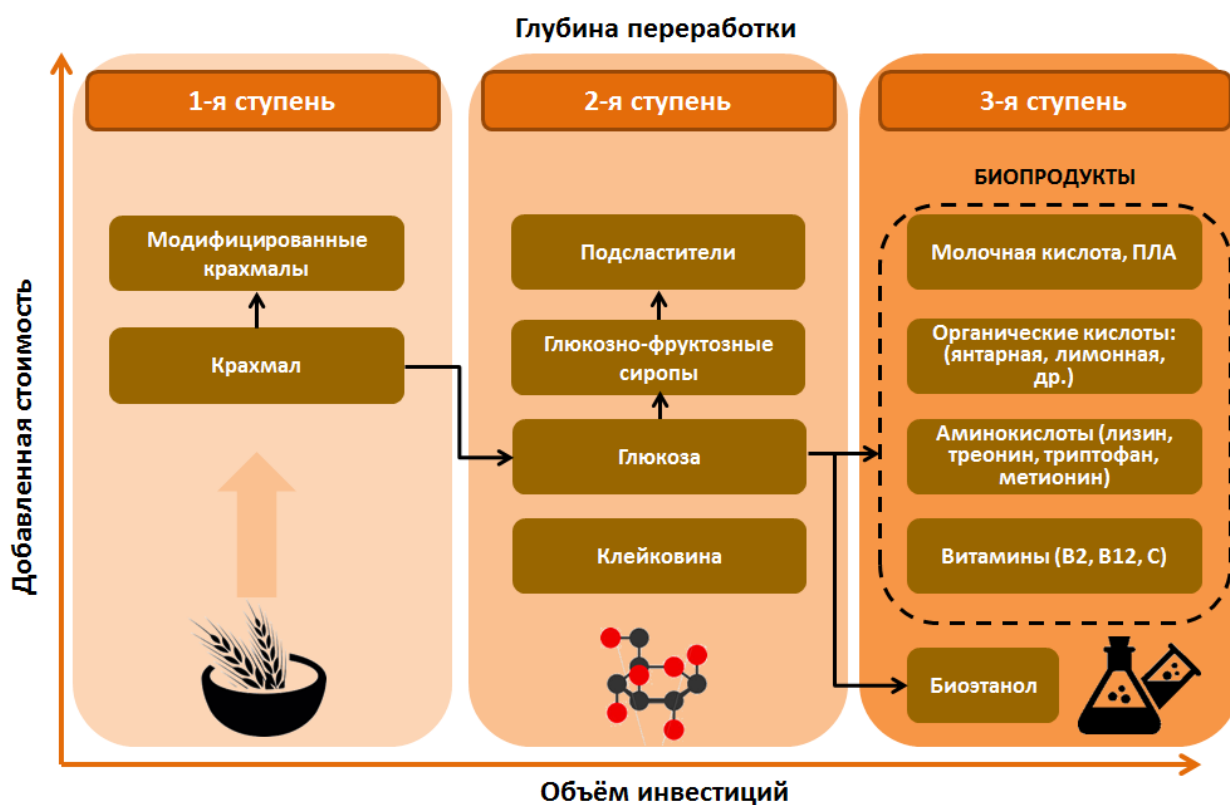 Глубина переработки
1-я ступень
2-я ступень
3-я ступень
БИОПРОДУКТЫ
Модифицированные
крахмалы
Крахмал
Подсластители
Глюкозно-фруктозные
сиропы
Глюкоза
Клейковина
Молочная кислота, ПЛА
Органические кислоты:
(янтарная, лимонная,
др.)
Аминокислоты (лизин,
треонин, триптофан,
метионин)
Витамины (B2, B12, C)
Биоэтанол
Добавленная стоимость
Объём инвестиций